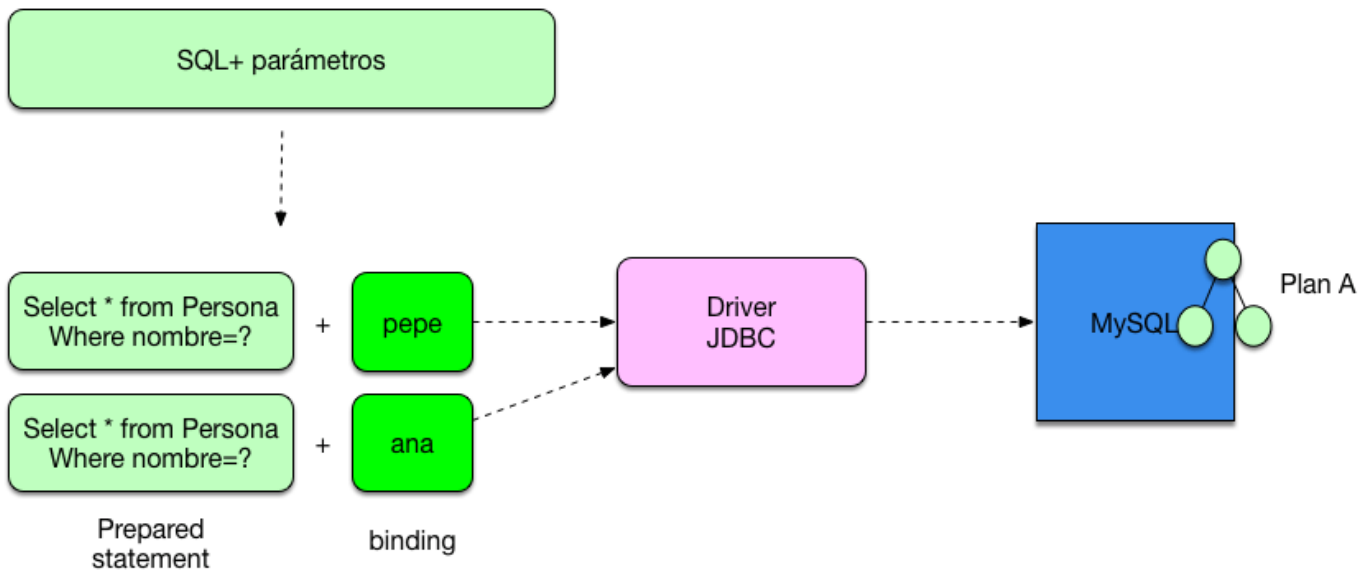 SQL+ parámetros
Select * from Persona
Where nombre=?
+
pepe
Driver
JDBC
MySQL
Plan A
Select * from Persona
Where nombre=?
+
ana
Prepared
statement
binding